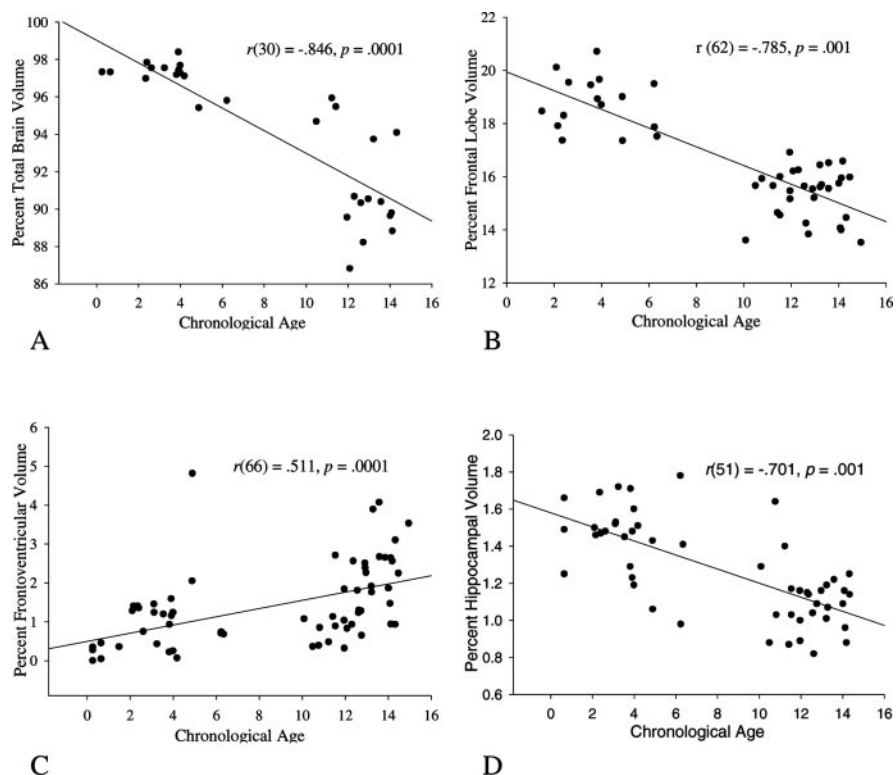 r(30) = -.846, p = .0001
Percent Total Brain Volume
100
98
96
94
92
90
88
86
0 2 4 6 8 10 12 14 16
Chronological Age
A
r (62) = -.785, p = .001
Percent Frontal Lobe Volume
22
20
18
16
14
12
0 2 4 6 8 10 12 14 16
Chronological Age
B
r(66) = .511, p = .0001
Percent Frontoventricular Volume
6
5
4
3
2
1
0
0 2 4 6 8 10 12 14 16
Chronological Age
C
r(51) = -.701, p = .001
Percent Hippocampal Volume
2.0
1.8
1.6
1.4
1.2
1.0
0.8
0.6
0 2 4 6 8 10 12 14 16
Chronological Age
D